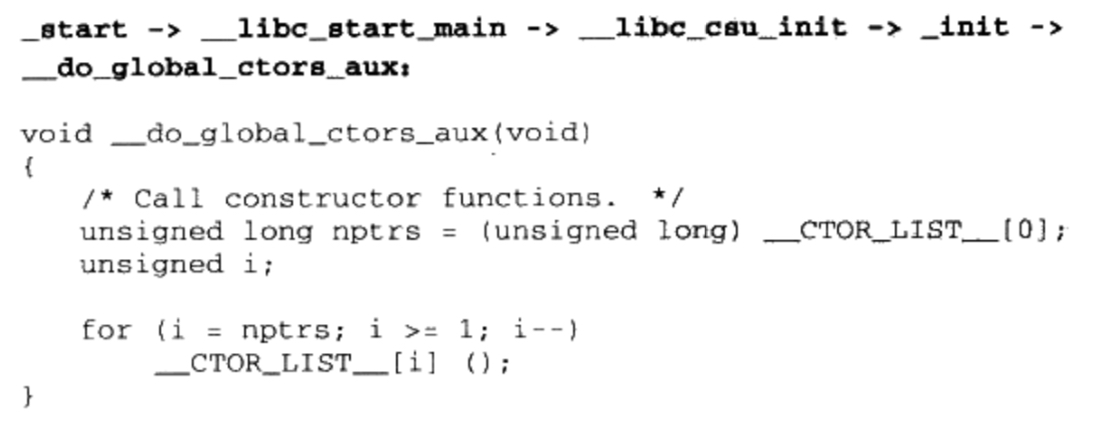 _start -> __libc_start_main -> __libc_csu_init -> _init ->
__do_global_ctors_aux:
void __do_global_ctors_aux(void)
{
/* Call constructor functions.  */
unsigned long nptrs = (unsigned long) __CTOR_LIST__[0];
unsigned i;
for (i = nptrs; i >= 1; i--)
__CTOR_LIST__[i] ();
}